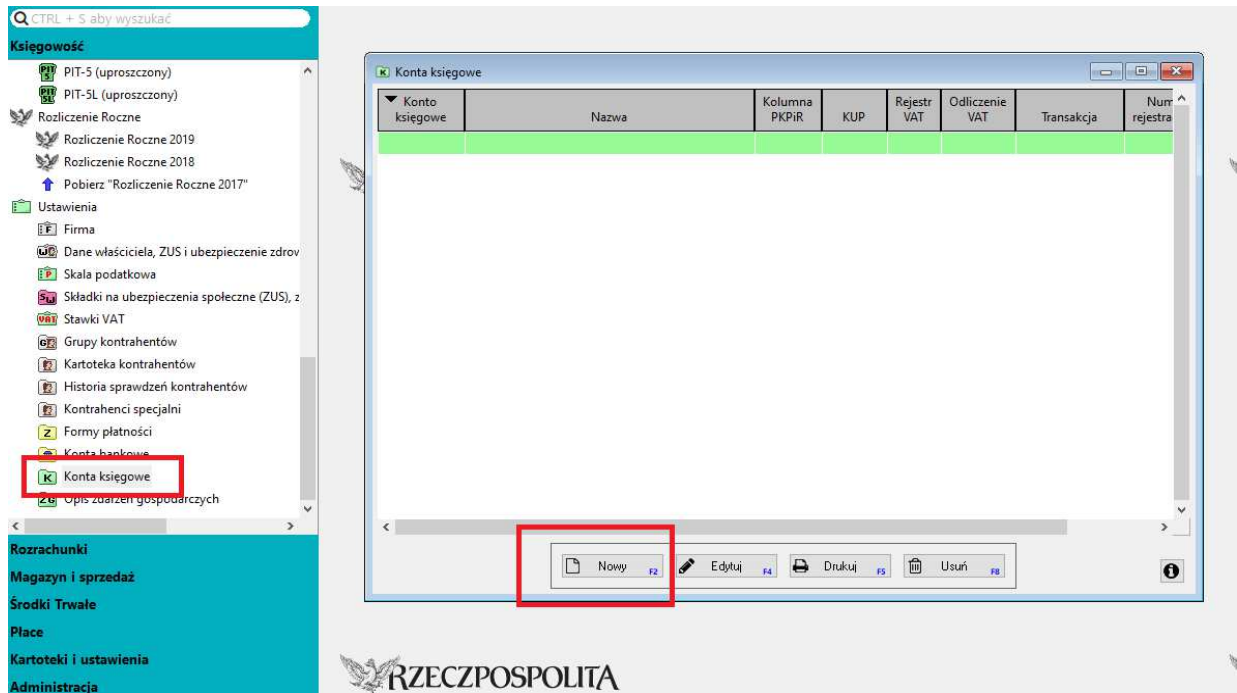 CTRL + S aby wyszukać
Księgowość
PIT-5 (uproszczony)
PIT-5L (uproszczony)
Rozliczenie Roczne
Rozliczenie Roczne 2019
Rozliczenie Roczne 2018
Pobierz "Rozliczenie Roczne 2017"
Ustawienia
Firma
Dane właściciela, ZUS i ubezpieczenie zdrov
Skala podatkowa
Składki na ubezpieczenia społeczne (ZUS), z
Stawki VAT
Grupy kontrahentów
Kartoteka kontrahentów
Historia sprawdzeń kontrahentów
Kontrahenci specjalni
Formy płatności
Konta bankowe
Konta księgowe
Opis zdarzeń gospodarczych
Rozrachunki
Magazyn i sprzedaż
Środki Trwałe
Płace
Kartoteki i ustawienia
Administracja
Konta księgowe
Konto księgowe
Nazwa
Kolumna PKPiR
KUP
Rejestr VAT
Odliczenie VAT
Transakcja
Num rejestra
Nowy F2
Edytuj F4
Drukuj F5
Usuń F8
RZECZPOSPOLITA